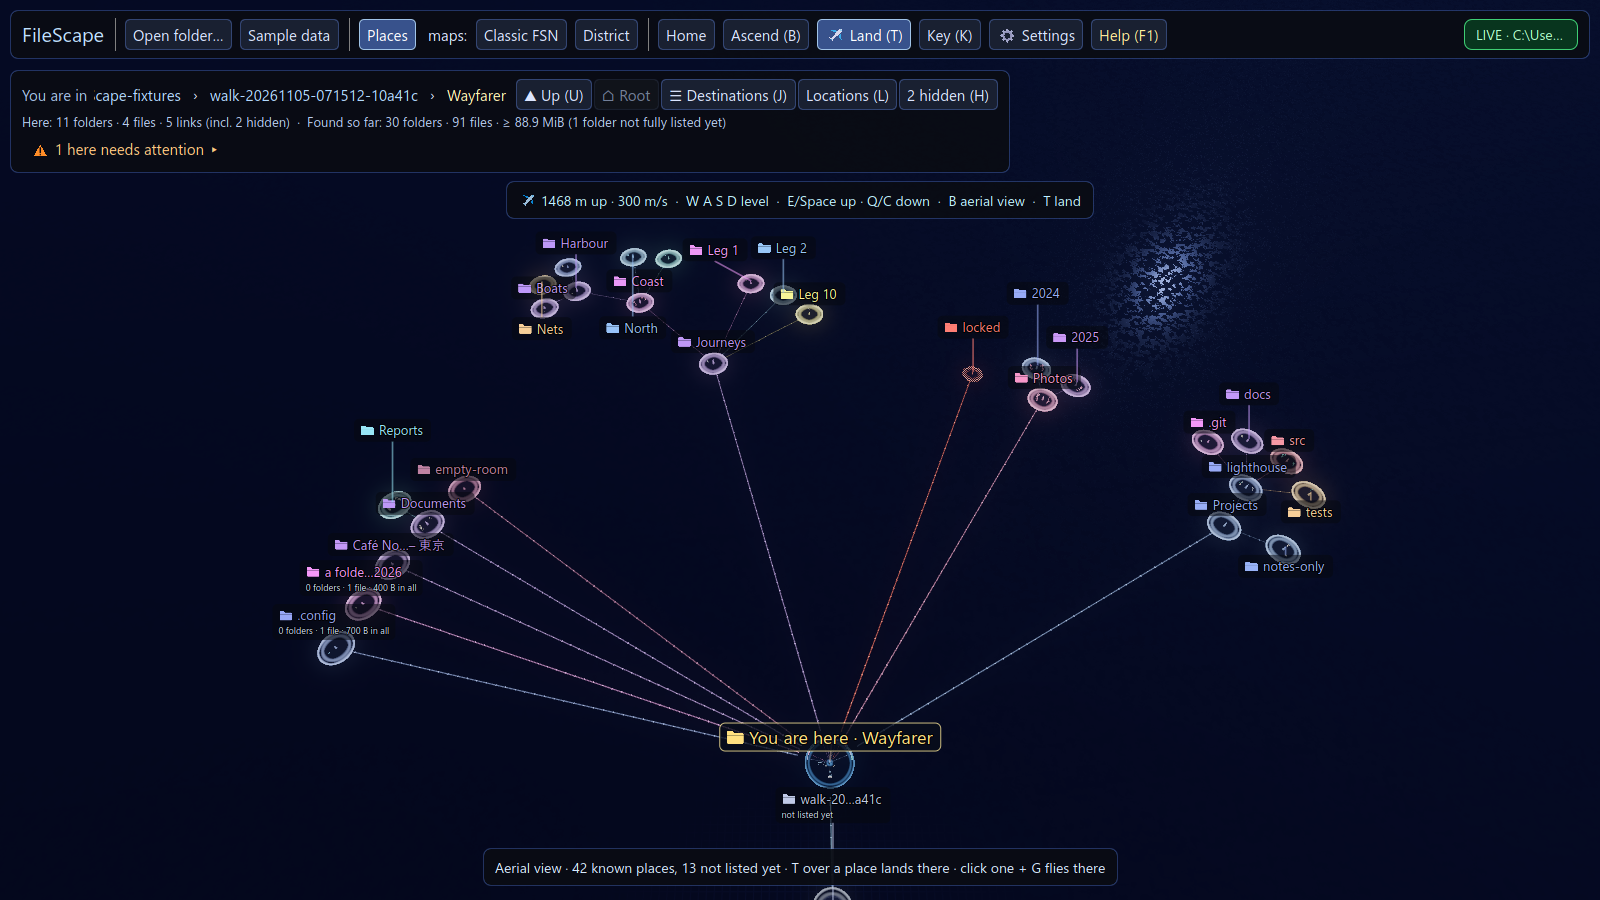 FileScape Open folder... Sample data Places maps: Classic FSN District Home Ascend (B) Land (T) Key (K) Settings Help (F1) LIVE · C:\Use...
You are in :cape-fixtures › walk-20261105-071512-10a41c › Wayfarer ▲ Up (U) Root ☰ Destinations (J) Locations (L) 2 hidden (H)
Here: 11 folders · 4 files · 5 links (incl. 2 hidden) · Found so far: 30 folders · 91 files · ≥ 88.9 MiB (1 folder not fully listed yet)
1 here needs attention ▸
1468 m up · 300 m/s · W A S D level · E/Space up · Q/C down · B aerial view · T land
Harbour
Leg 1
Leg 2
Boats
Coast
Leg 10
2024
Nets
North
locked
Journeys
2025
Photos
docs
.git
Reports
src
empty-room
lighthouse
Documents
Projects
tests
Café No...– 東京
notes-only
a folde...2026
0 folders · 1 file · 400 B in all
.config
0 folders · 1 file · 700 B in all
You are here · Wayfarer
walk-20...a41c
not listed yet
Aerial view · 42 known places, 13 not listed yet · T over a place lands there · click one + G flies there